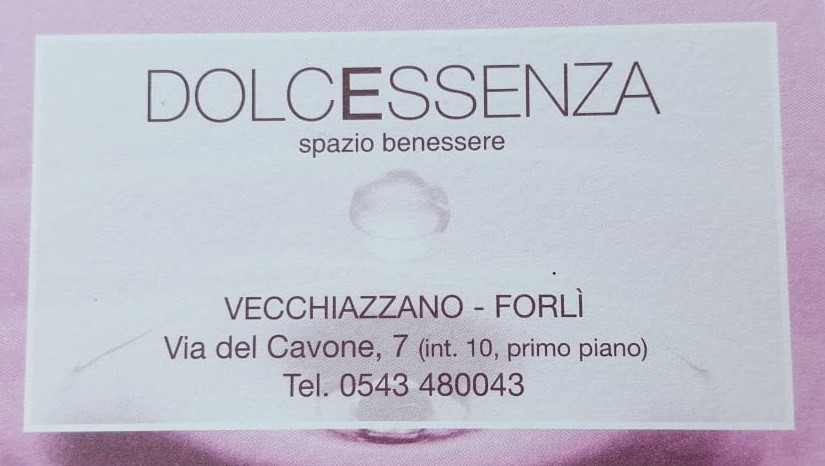 DOLCESSENZA
spazio benessere
VECCHIAZZANO - FORLÌ
Via del Cavone, 7 (int. 10, primo piano)
Tel. 0543 480043